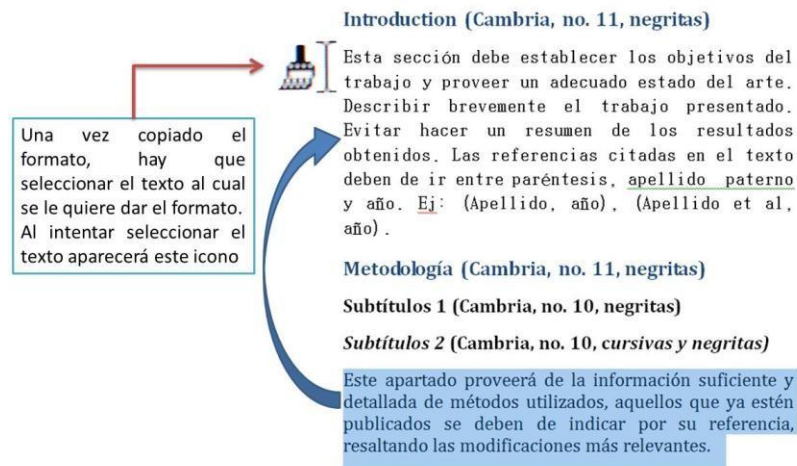 Introduction (Cambria, no. 11, negritas)
Esta sección debe establecer los objetivos del
trabajo y proveer un adecuado estado del arte.
Describir brevemente el trabajo presentado.
Evitar hacer un resumen de los resultados
obtenidos. Las referencias citadas en el texto
deben de ir entre paréntesis, apellido paterno
y año. Ej: (Apellido, año), (Apellido et al,
año).
Una vez copiado el
formato, hay que
seleccionar el texto al cual
se le quiere dar el formato.
Al intentar seleccionar el
texto aparecerá este icono
Metodología (Cambria, no. 11, negritas)
Subtítulos 1 (Cambria, no. 10, negritas)
Subtítulos 2 (Cambria, no. 10, cursivas y negritas)
Este apartado proveerá de la información suficiente y
detallada de métodos utilizados, aquellos que ya estén
publicados se deben de indicar por su referencia,
resaltando las modificaciones más relevantes.